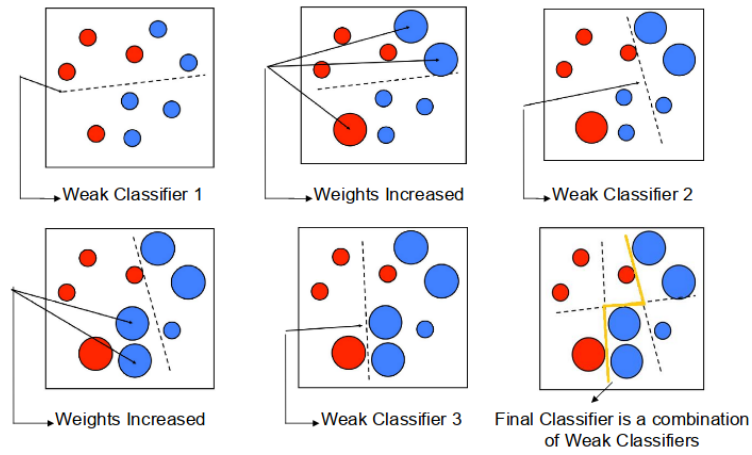 Weak Classifier 1
Weights Increased
Weak Classifier 2
Weights Increased
Weak Classifier 3
Final Classifier is a combination
of Weak Classifiers